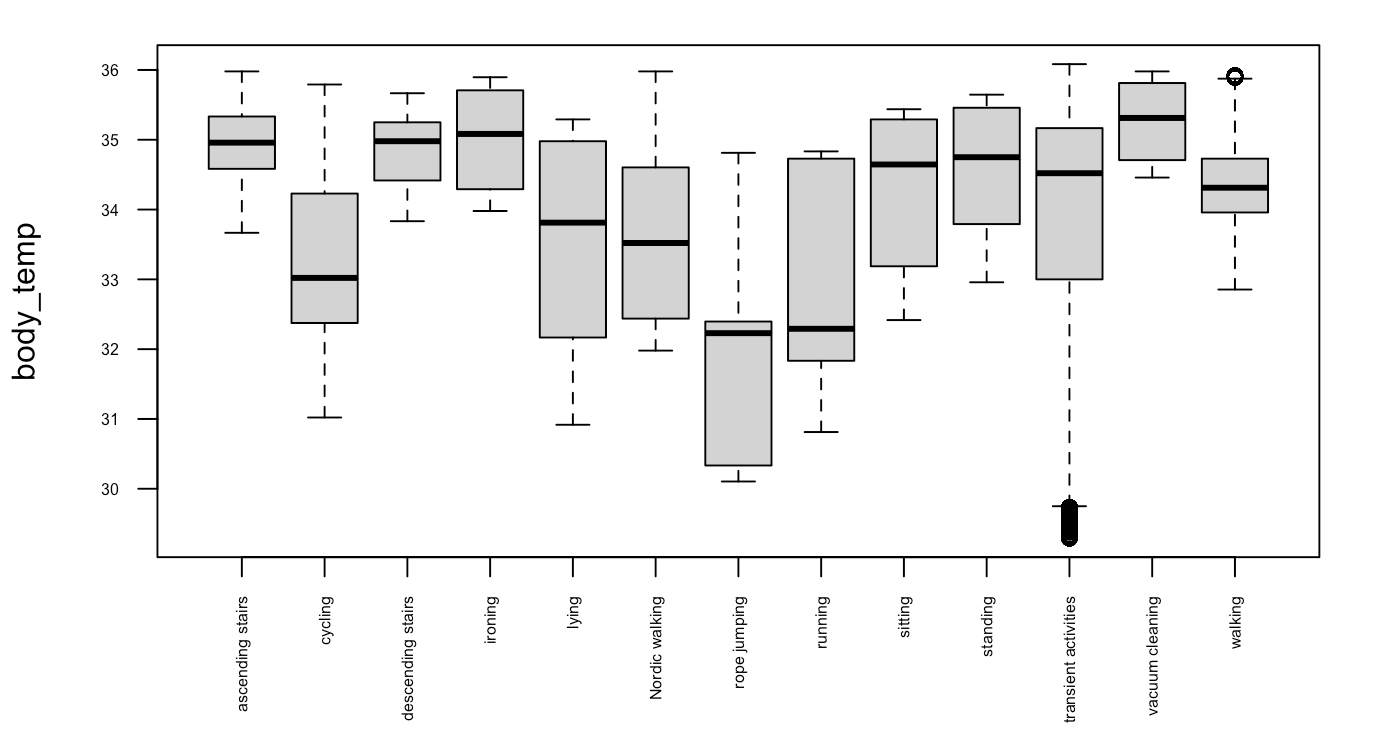 body_temp
36
35
34
33
32
31
30
ascending stairs
cycling
descending stairs
ironing
lying
Nordic walking
rope jumping
running
sitting
standing
transient activities
vacuum cleaning
walking